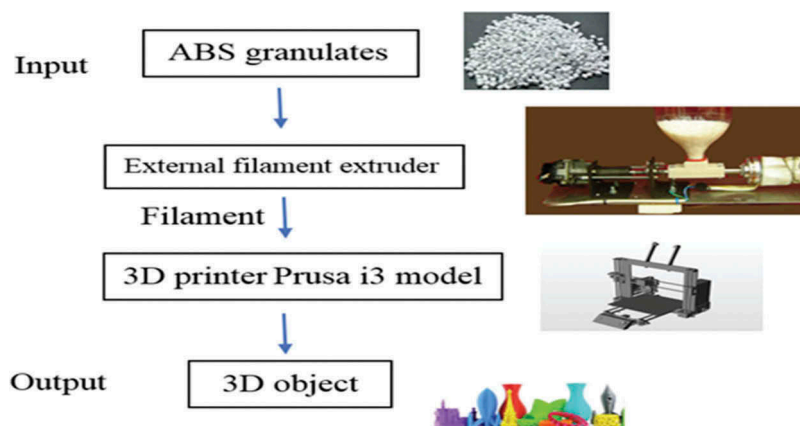 ABS granulates
Input
External filament extruder
Filament
3D printer Prusa i3 model
3D object
Output